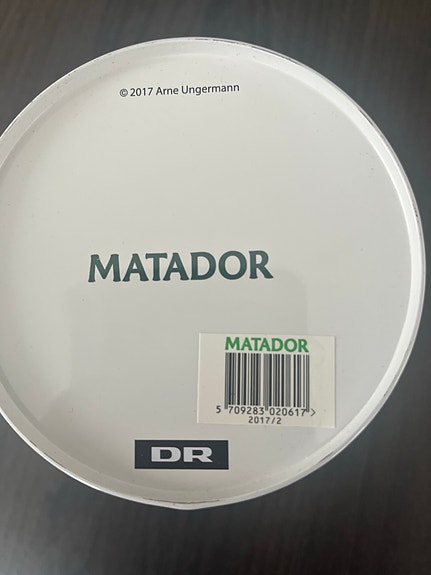 © 2017 Arne Ungermann
MATADOR
MATADOR
5 709283 020617 >
2017/2
DR